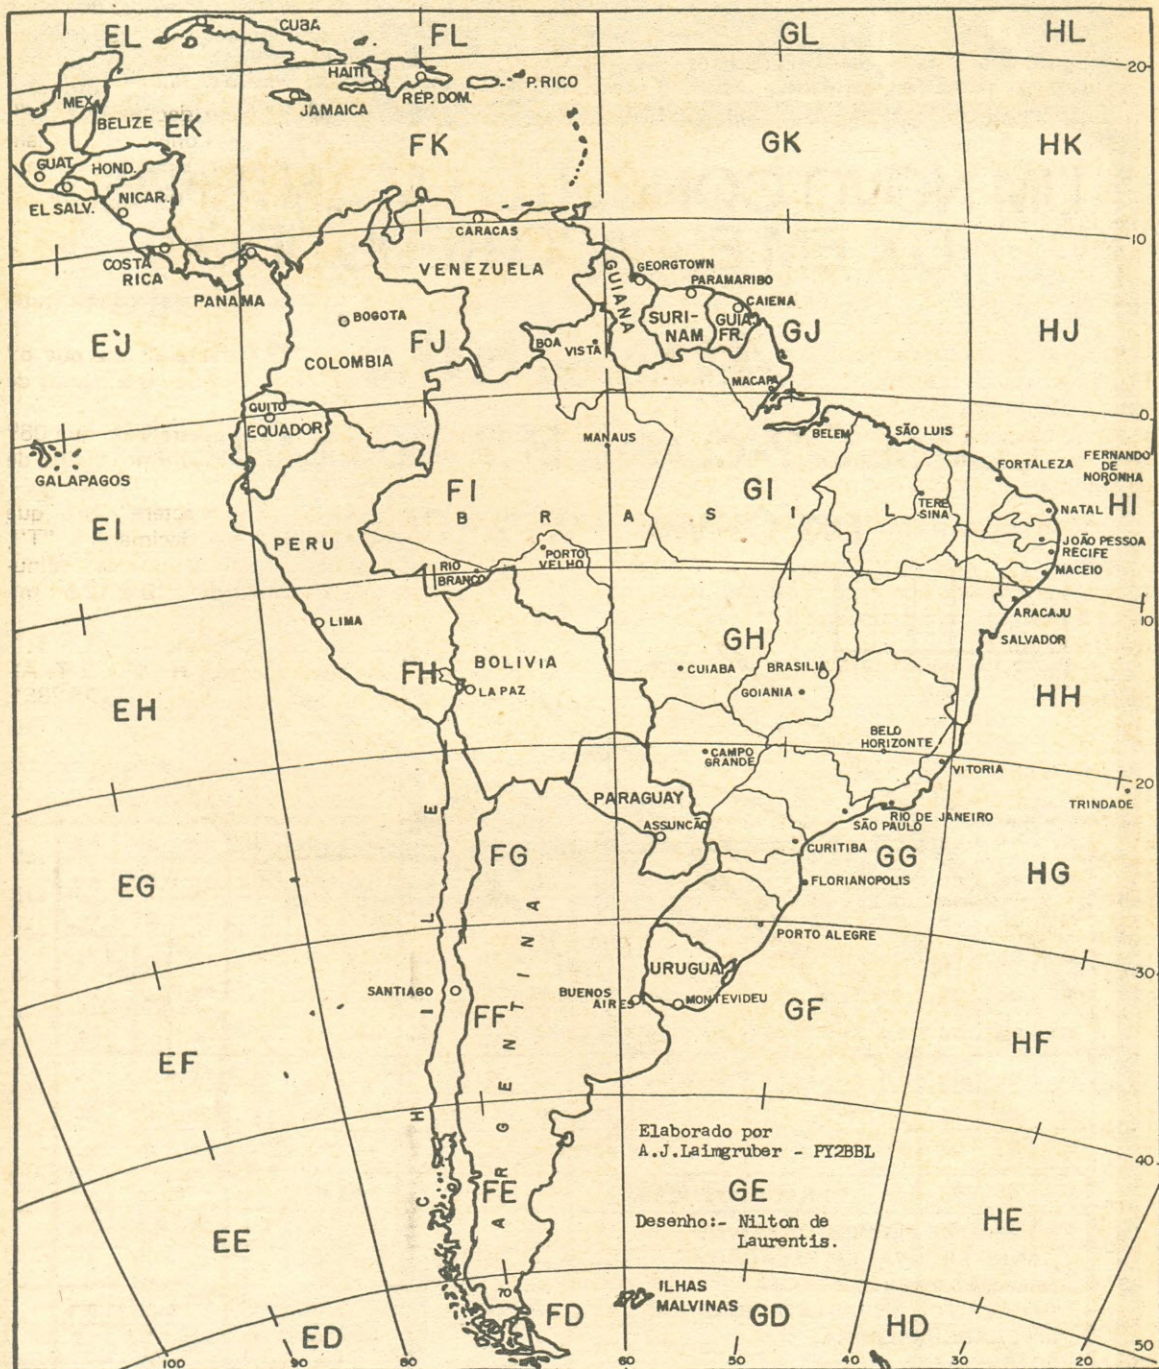 EL
CUBA
FL
GL
HL
20
HAITI
P. RICO
MEX.
JAMAICA
REP. DOM.
BELIZE
EK
FK
GK
HK
GUAT.
HOND.
NICAR.
EL SALV.
CARACAS
10
COSTA
RICA
VENEZUELA
GUIANA
GEORGTOWN
PARAMARIBO
PANAMA
CAIENA
BOGOTA
SURI-
NAM
GUIA.
FR.
EJ
FJ
GJ
HJ
COLOMBIA
BOA
VISTA
MACAPA
QUITO
EQUADOR
0
MANAUS
BELEM
SÃO LUIS
GALAPAGOS
FORTALEZA
FERNANDO
DE
NORONHA
EI
FI
GI
HI
TERE
SINA
NATAL
B R A S I L
PERU
JOÃO PESSOA
RECIFE
PORTO
VELHO
RIO
BRANCO
MACEIO
ARACAJU
10
LIMA
SALVADOR
GH
BOLIVIA
FH
CUIABA
BRASILIA
LA PAZ
GOIANIA
EH
HH
BELO
HORIZONTE
CAMPO
GRANDE
VITORIA
20
PARAGUAY
TRINDADE
RIO DE JANEIRO
SÃO PAULO
ASSUNCÃO
CURITIBA
EG
FG
GG
HG
FLORIANOPOLIS
PORTO ALEGRE
URUGUAI
30
SANTIAGO
BUENOS
AIRES
MONTEVIDEU
CHILE
ARGENTINA
EF
FF
GF
HF
Elaborado por
A.J.Laimgruber - PY2BBL
40
EE
FE
GE
HE
Desenho:- Nilton de
Laurentis.
70
ILHAS
MALVINAS
ED
FD
GD
HD
50
100
90
80
60
40
30
20